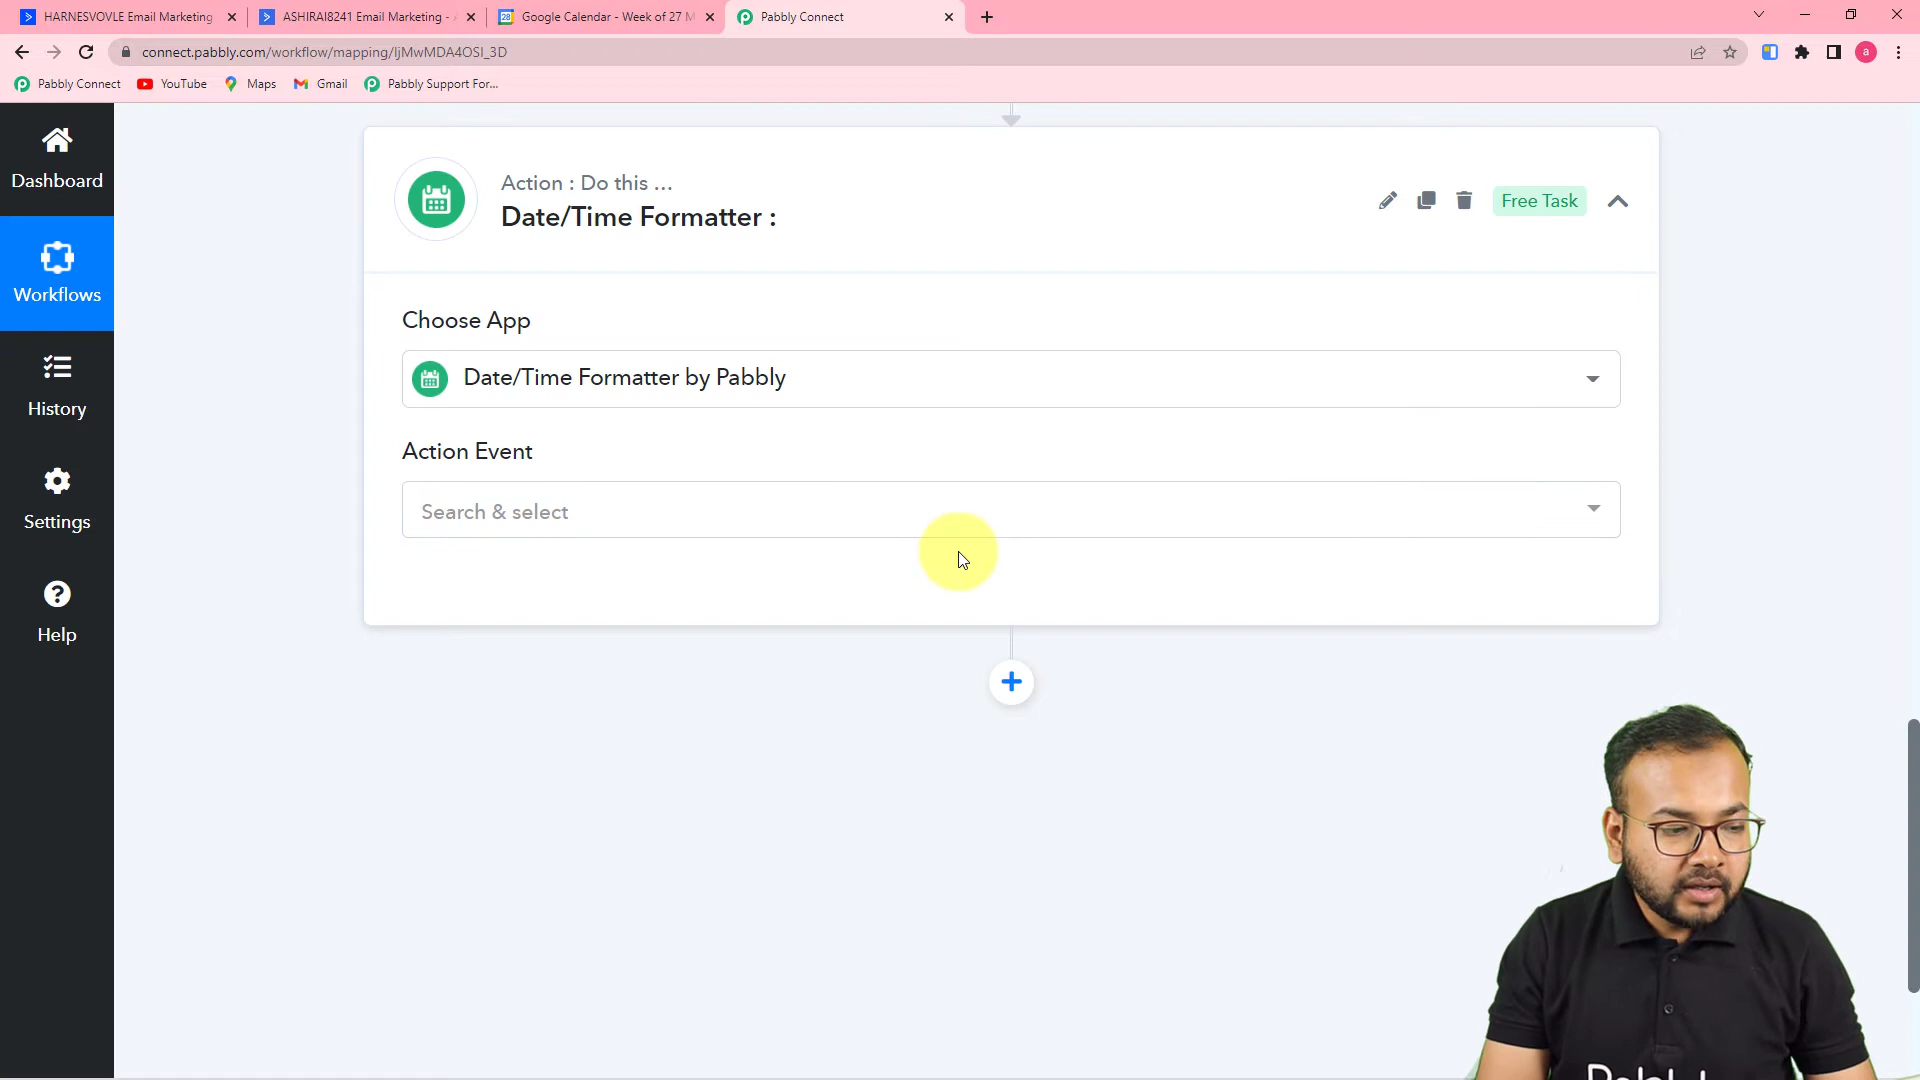 HARNESVOVLE Email Marketing
ASHIRAI8241 Email Marketing - A
Google Calendar - Week of 27 M
Pabbly Connect
connect.pabbly.com/workflow/mapping/IjMwMDA4OSI_3D
a
Pabbly Connect
YouTube
Maps
Gmail
Pabbly Support For...
Dashboard
Workflows
History
Settings
Help
Action : Do this ...
Date/Time Formatter :
Free Task
Choose App
Date/Time Formatter by Pabbly
Action Event
Search & select